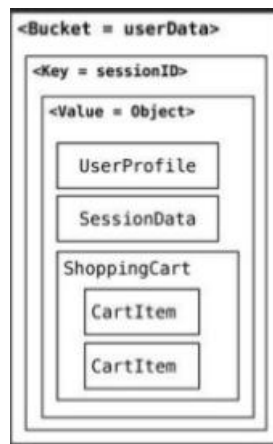 <Bucket = userData>
<Key = sessionID>
<Value = Object>
UserProfile
SessionData
ShoppingCart
CartItem
CartItem